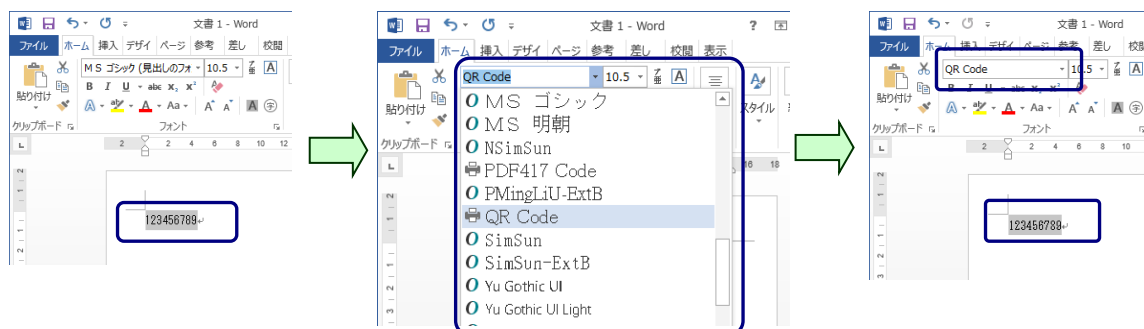 文書 1 - Word
ファイル ホーム 挿入 デザイ ページ 参考 差し 校閲
ＭＳ ゴシック (見出しのフォ 10.5 A
貼り付け B I U abc X₂ X²
A aby A Aa A A A 字
クリップボード フォント
2 2 4 6 8 10 12
123456789
文書 1 - Word ?
ファイル ホーム 挿入 デザイ ページ 参考 差し 校閲 表示
QR Code 10.5 A
貼り付け スタイル
クリップボード
ＭＳ ゴシック
ＭＳ 明朝
NSimSun
PDF417 Code
PMingLiU-ExtB
QR Code
SimSun
SimSun-ExtB
Yu Gothic UI
Yu Gothic UI Light
16 18
文書 1 - Word
ファイル ホーム 挿入 デザイ ページ 参考 差し 校閲
QR Code 10.5 A
貼り付け B I U abc X₂ X²
A aby A Aa A A A 字
クリップボード フォント
2 2 4 6 8 10
123456789